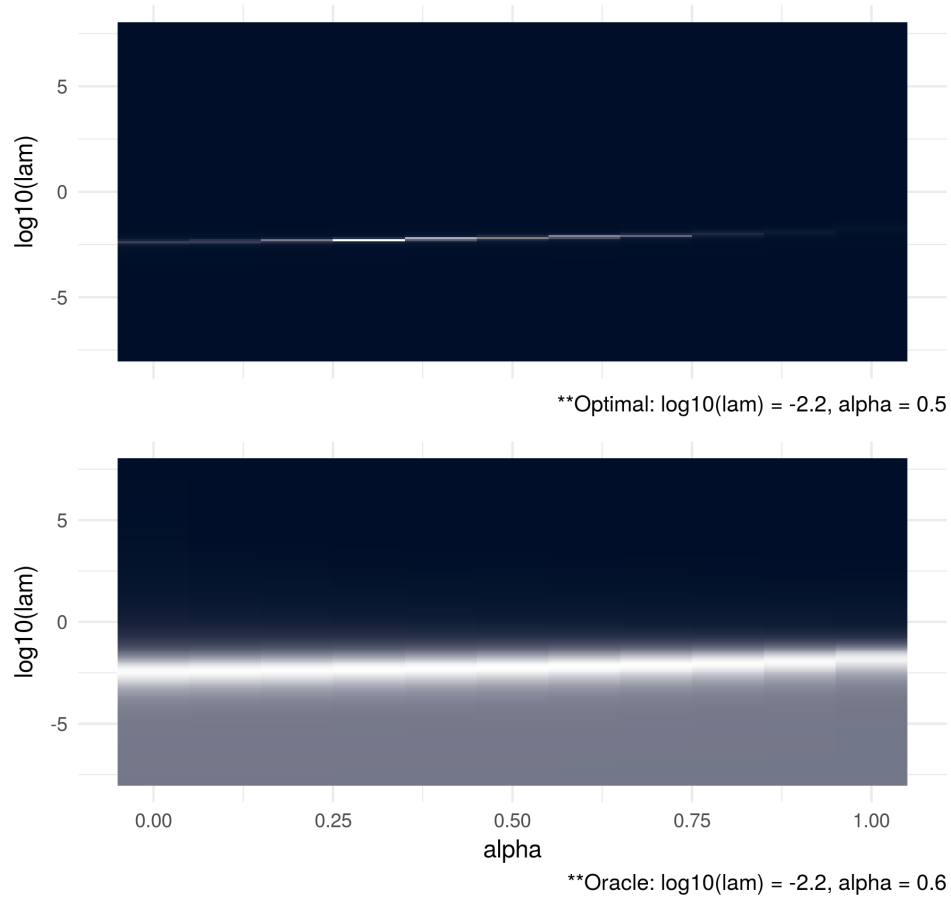 log10(lam)
5
0
-5
**Optimal: log10(lam) = -2.2, alpha = 0.5
log10(lam)
5
0
-5
0.00 0.25 0.50 0.75 1.00
alpha
**Oracle: log10(lam) = -2.2, alpha = 0.6